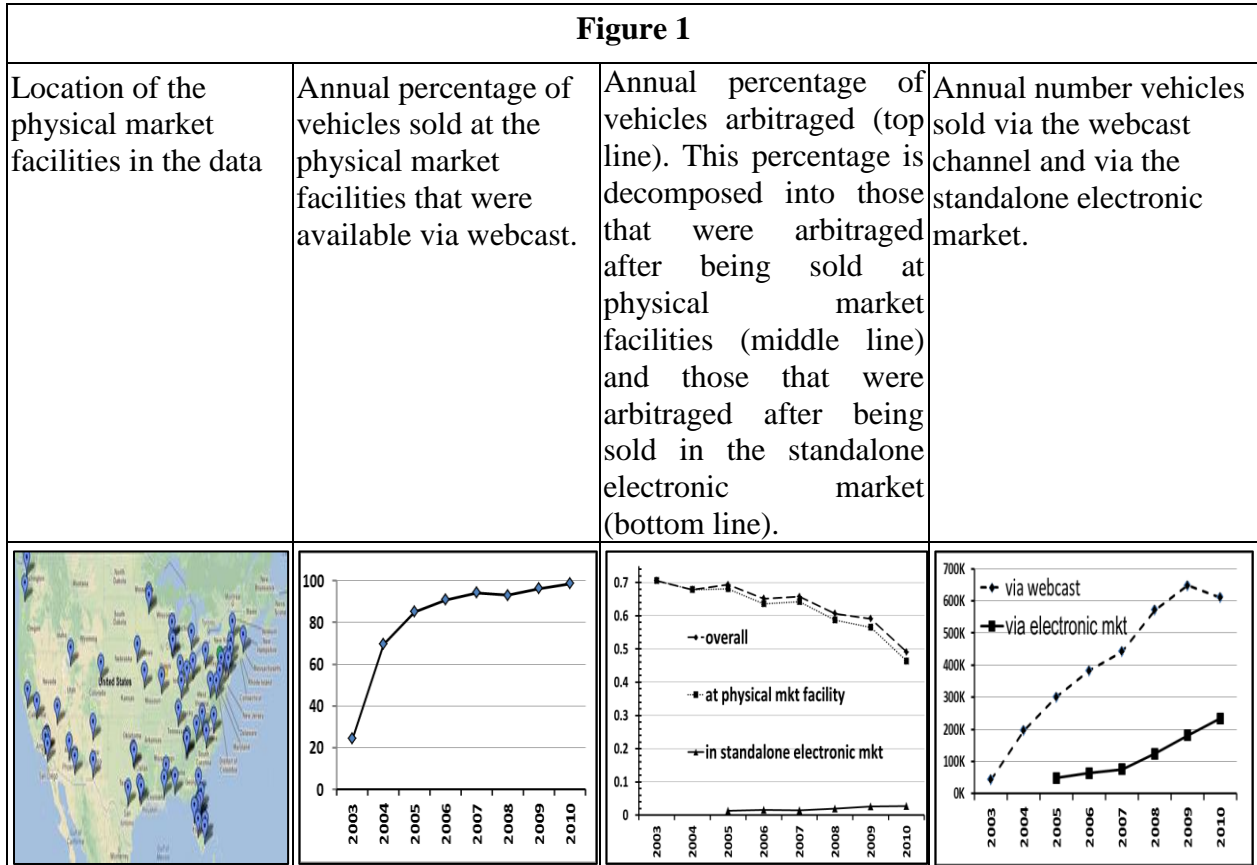 Figure 1
Location of the
physical market
facilities in the data
Annual percentage of
vehicles sold at the
physical market
facilities that were
available via webcast.
Annual percentage of
vehicles arbitraged (top
line). This percentage is
decomposed into those
that were arbitraged
after being sold at
physical market
facilities (middle line)
and those that were
arbitraged after being
sold in the standalone
electronic market
(bottom line).
Annual number vehicles
sold via the webcast
channel and via the
standalone electronic
market.
United States
100
80
60
40
20
0
2003
2004
2005
2006
2007
2008
2009
2010
0.7
0.6
0.5
0.4
0.3
0.2
0.1
0
overall
at physical mkt facility
in standalone electronic mkt
2003
2004
2005
2006
2007
2008
2009
2010
700K
600K
500K
400K
300K
200K
100K
0K
via webcast
via electronic mkt
2003
2004
2005
2006
2007
2008
2009
2010